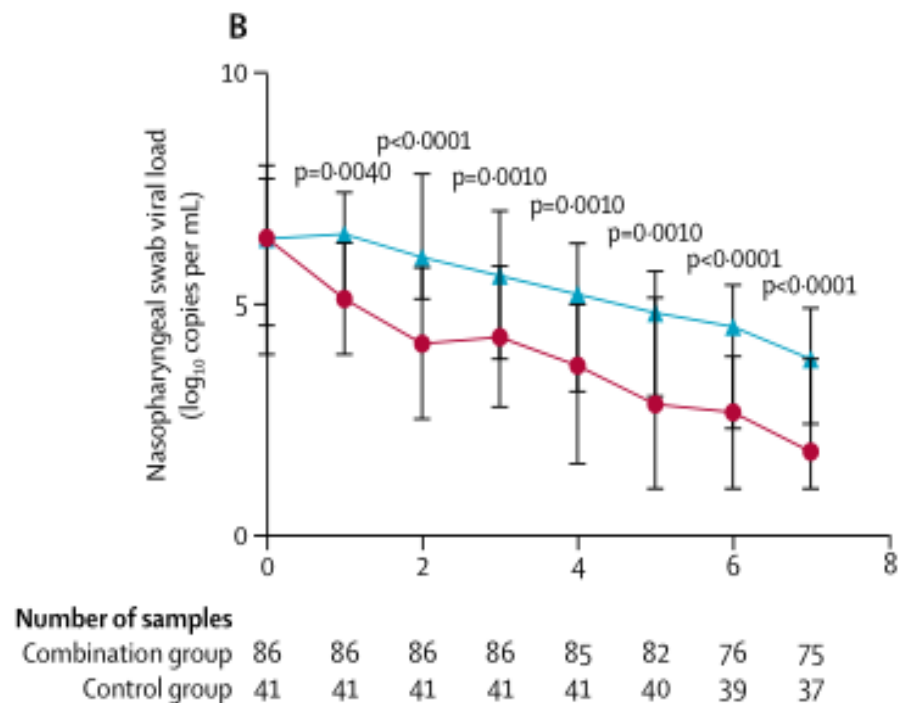 B
10
Nasopharyngeal swab viral load
(log₁₀ copies per mL)
p=0·0040
p<0·0001
p=0·0010
p=0·0010
p=0·0010
p<0·0001
p<0·0001
5
0
0 2 4 6 8
Number of samples
Combination group 86 86 86 86 85 82 76 75
Control group 41 41 41 41 41 40 39 37